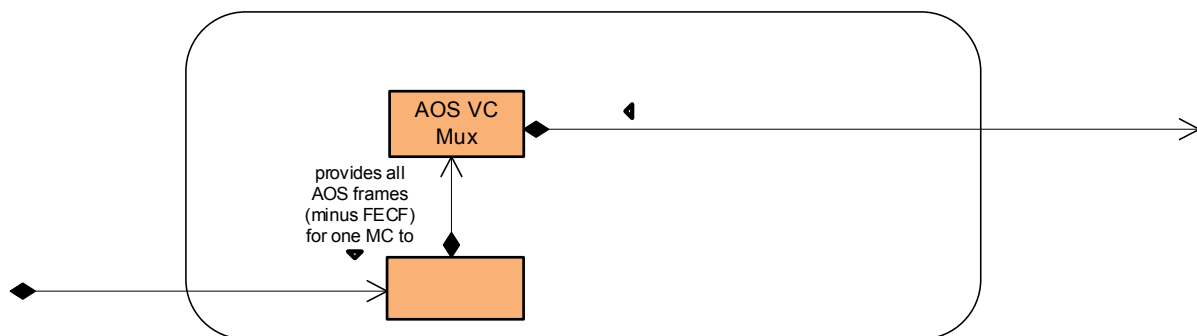 AOS VC
Mux
provides all
AOS frames
(minus FECF)
for one MC to